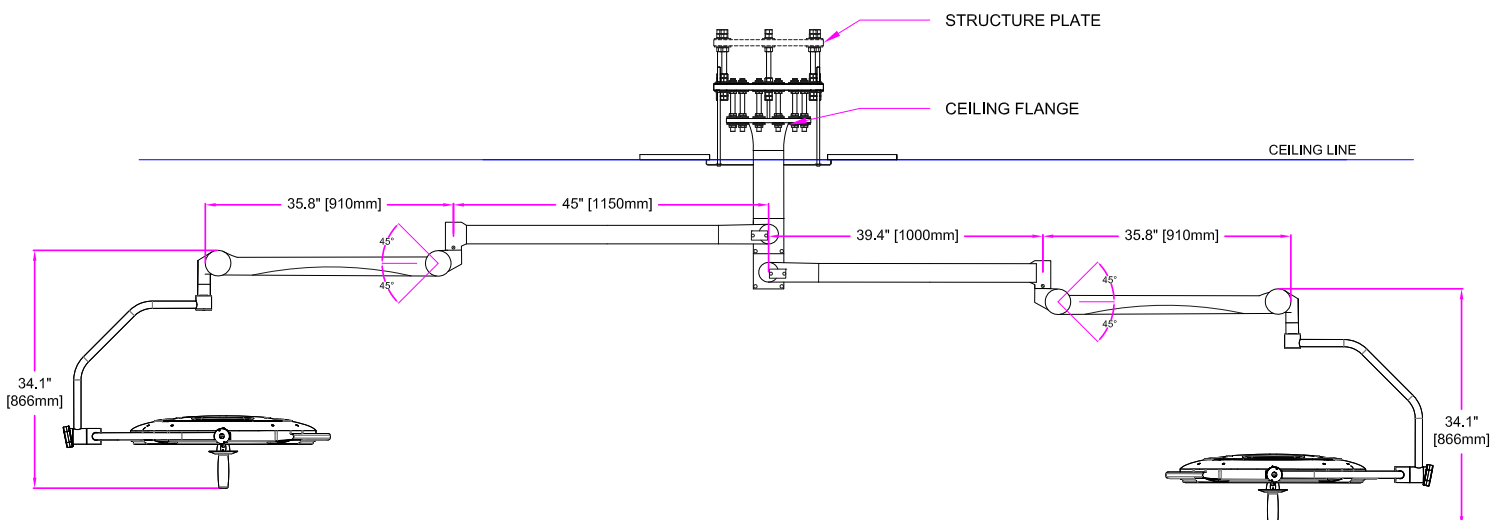 STRUCTURE PLATE
CEILING FLANGE
CEILING LINE
35.8" [910mm]
45" [1150mm]
39.4" [1000mm]
35.8" [910mm]
45°
45°
45°
45°
34.1"
[866mm]
34.1"
[866mm]